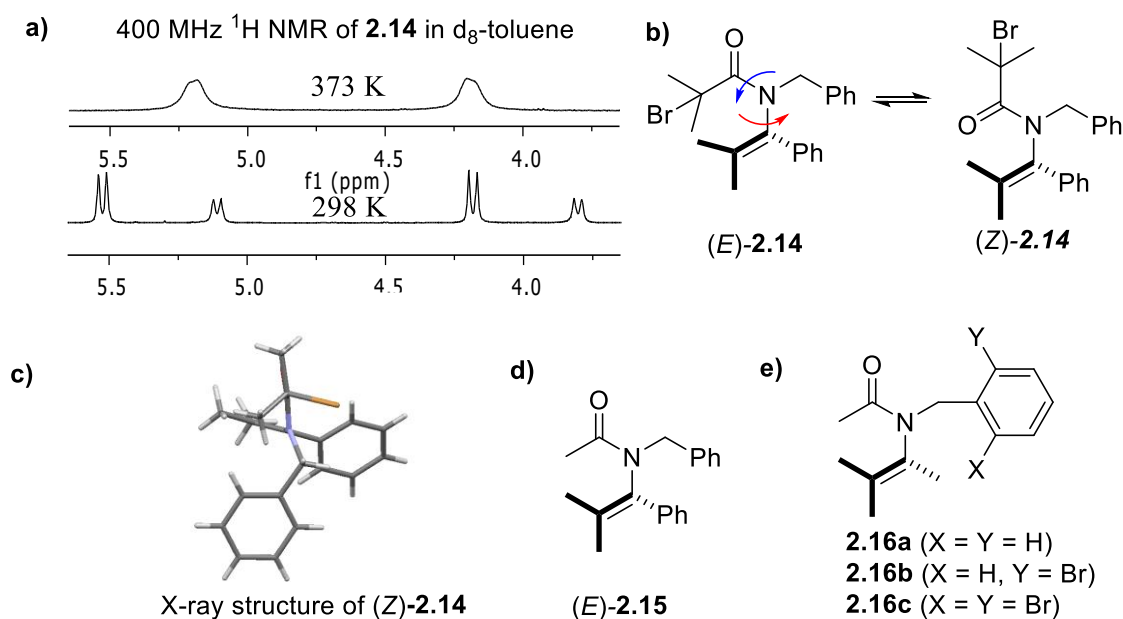 a) 400 MHz ¹H NMR of 2.14 in d₈-toluene
373 K
5.5 5.0 4.5 4.0
f1 (ppm)
298 K
5.5 5.0 4.5 4.0
b)
O
N
Ph
Br
Ph
(E)-2.14
Br
O
N
Ph
Ph
(Z)-2.14
c)
X-ray structure of (Z)-2.14
d)
O
N
Ph
Ph
(E)-2.15
e)
Y
O
N
X
2.16a (X = Y = H)
2.16b (X = H, Y = Br)
2.16c (X = Y = Br)